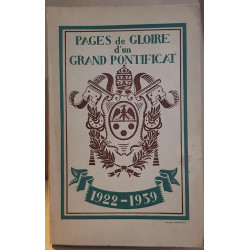 PAGES de GLOIRE
d'un
GRAND PONTIFICAT
1922-1939